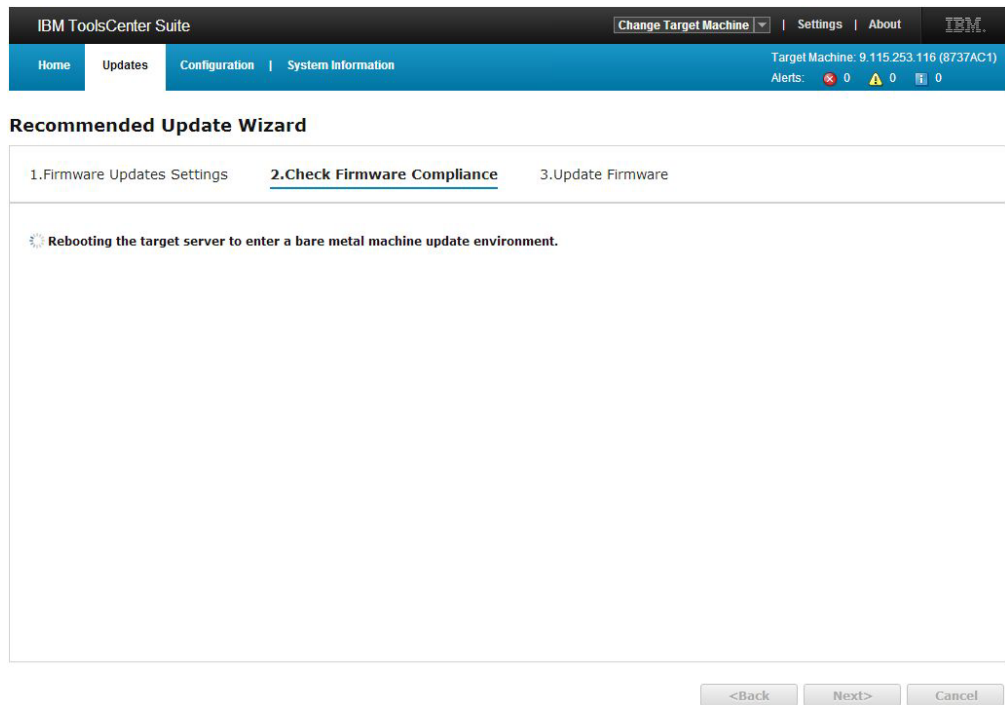 IBM ToolsCenter Suite
Change Target Machine | Settings | About IBM.
Home Updates Configuration | System Information
Target Machine: 9.115.253.116 (8737AC1)
Alerts: 0 0 0
Recommended Update Wizard
1.Firmware Updates Settings 2.Check Firmware Compliance 3.Update Firmware
Rebooting the target server to enter a bare metal machine update environment.
<Back Next> Cancel